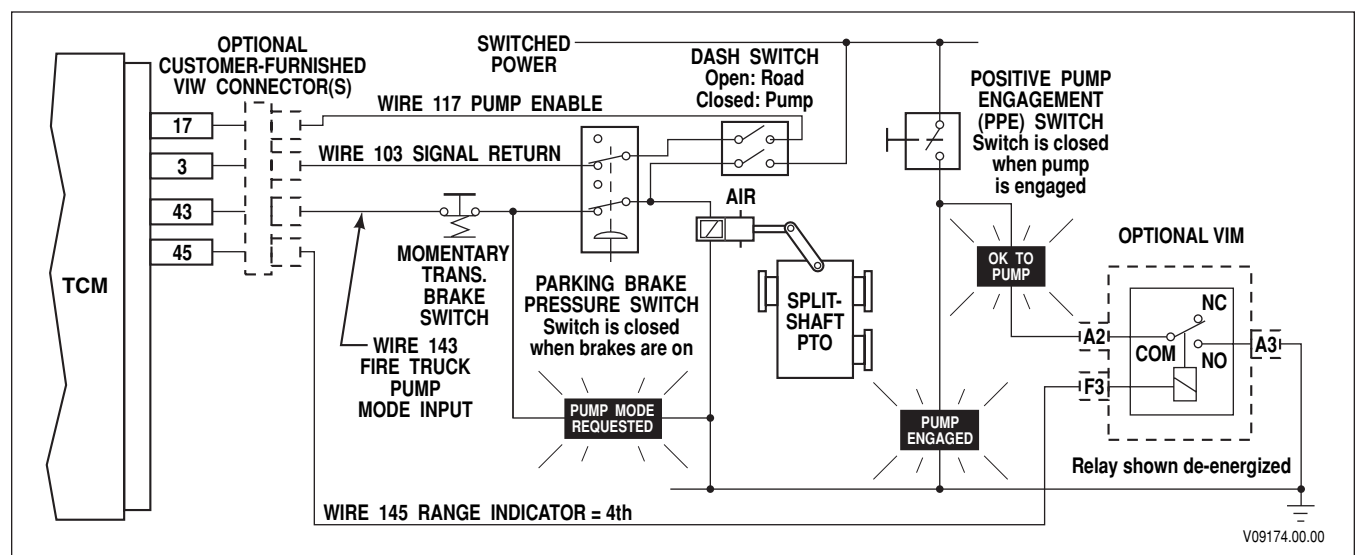 OPTIONAL
CUSTOMER-FURNISHED
VIW CONNECTOR(S)
SWITCHED
POWER
DASH SWITCH
Open: Road
Closed: Pump
POSITIVE PUMP
ENGAGEMENT
(PPE) SWITCH
Switch is closed
when pump
is engaged
WIRE 117 PUMP ENABLE
17
WIRE 103 SIGNAL RETURN
3
43
45
TCM
AIR
MOMENTARY
TRANS.
BRAKE
SWITCH
WIRE 143
FIRE TRUCK
PUMP
MODE INPUT
PARKING BRAKE
PRESSURE SWITCH
Switch is closed
when brakes are on
SPLIT-
SHAFT
PTO
OK TO
PUMP
OPTIONAL VIM
NC
A2
COM
NO
A3
F3
PUMP MODE
REQUESTED
PUMP
ENGAGED
Relay shown de-energized
WIRE 145 RANGE INDICATOR = 4th
V09174.00.00